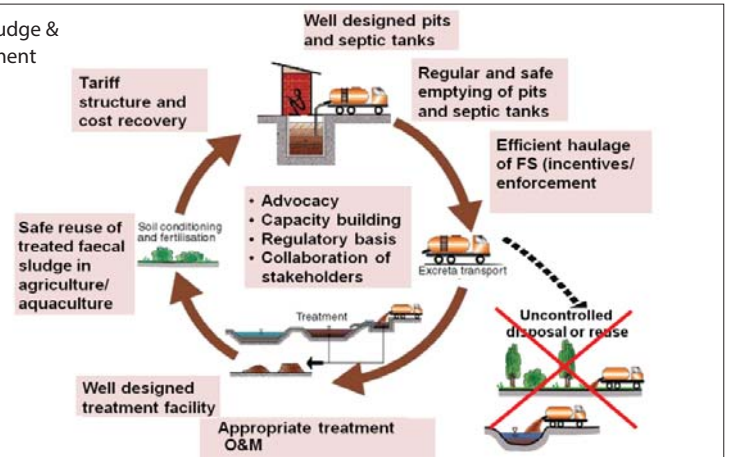 udge &
ment
Well designed pits
and septic tanks
Tariff
structure and
cost recovery
Regular and safe
emptying of pits
and septic tanks
Efficient haulage
of FS (incentives/
enforcement
• Advocacy
• Capacity building
• Regulatory basis
• Collaboration of
stakeholders
Safe reuse of
treated faecal
sludge in
agriculture/
aquaculture
Soil conditioning
and fertilisation
Excreta transport
Treatment
Uncontrolled
disposal or reuse
Well designed
treatment facility
Appropriate treatment
O&M